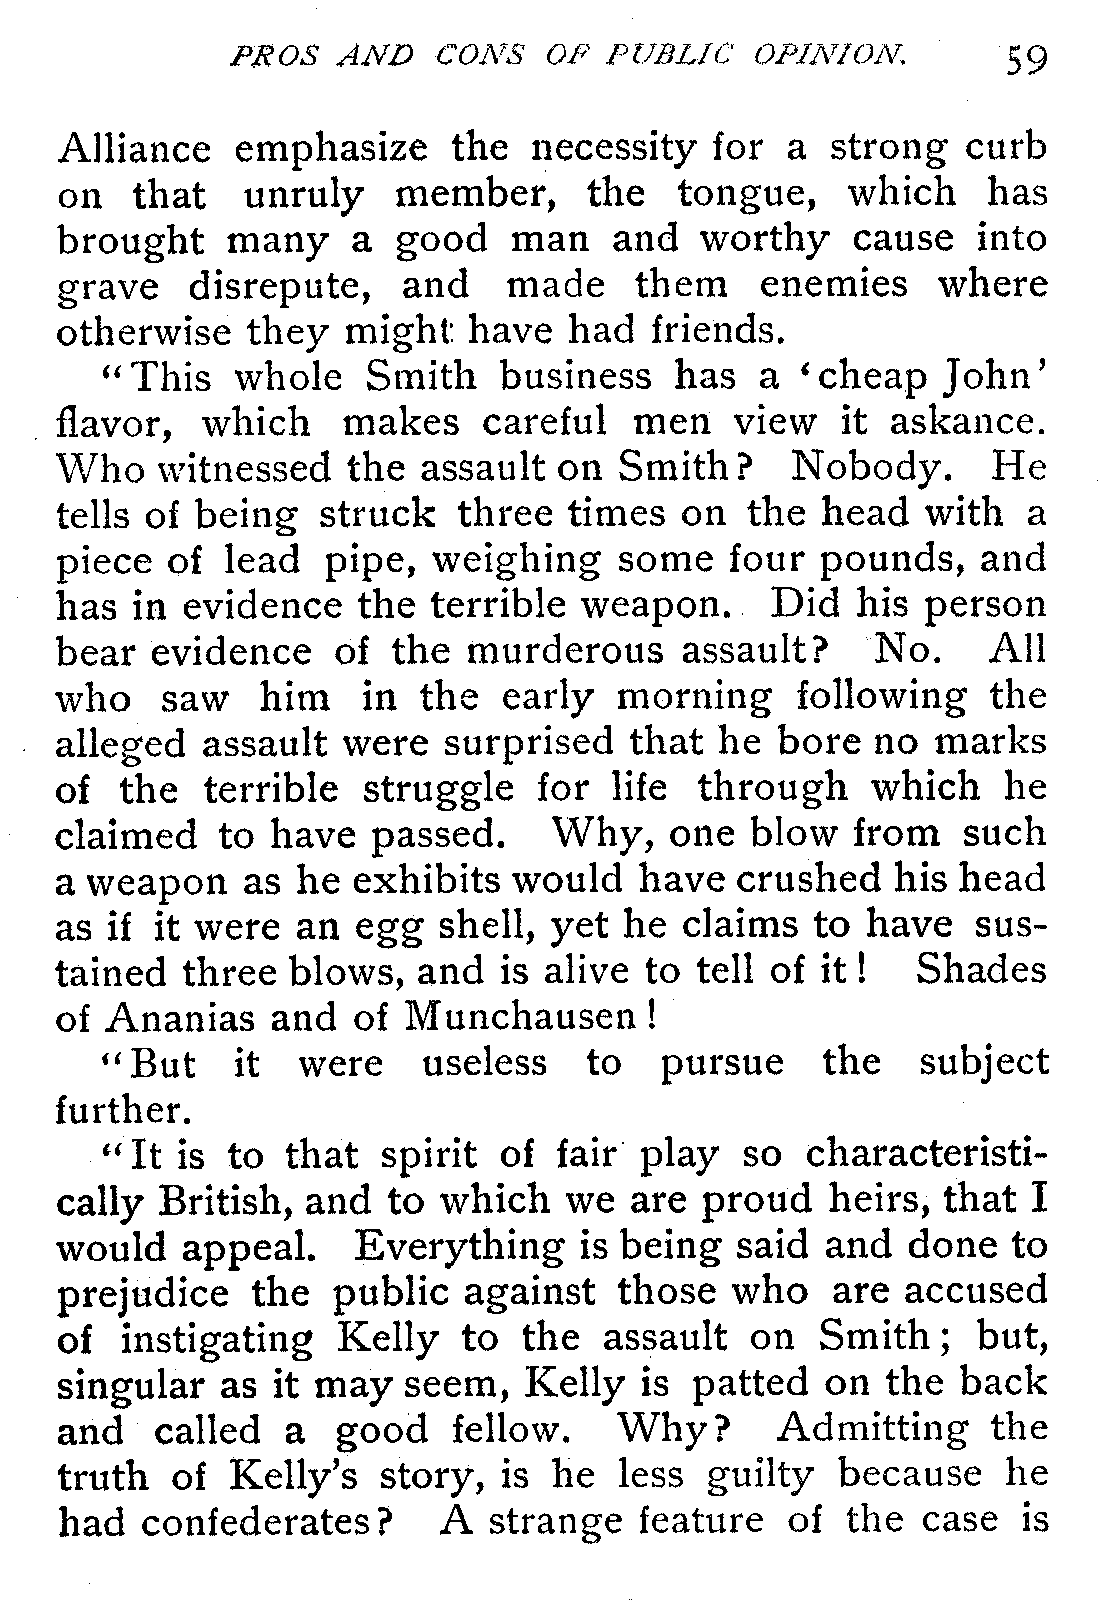 PROS AND CONS OF PUBLIC OPINION. 59
Alliance emphasize the necessity for a strong curb
on that unruly member, the tongue, which has
brought many a good man and worthy cause into
grave disrepute, and made them enemies where
otherwise they might have had friends.
"This whole Smith business has a 'cheap John'
flavor, which makes careful men view it askance.
Who witnessed the assault on Smith? Nobody. He
tells of being struck three times on the head with a
piece of lead pipe, weighing some four pounds, and
has in evidence the terrible weapon. Did his person
bear evidence of the murderous assault? No. All
who saw him in the early morning following the
alleged assault were surprised that he bore no marks
of the terrible struggle for life through which he
claimed to have passed. Why, one blow from such
a weapon as he exhibits would have crushed his head
as if it were an egg shell, yet he claims to have sus-
tained three blows, and is alive to tell of it! Shades
of Ananias and of Munchausen!
"But it were useless to pursue the subject
further.
"It is to that spirit of fair play so characteristi-
cally British, and to which we are proud heirs, that I
would appeal. Everything is being said and done to
prejudice the public against those who are accused
of instigating Kelly to the assault on Smith; but,
singular as it may seem, Kelly is patted on the back
and called a good fellow. Why? Admitting the
truth of Kelly's story, is he less guilty because he
had confederates? A strange feature of the case is